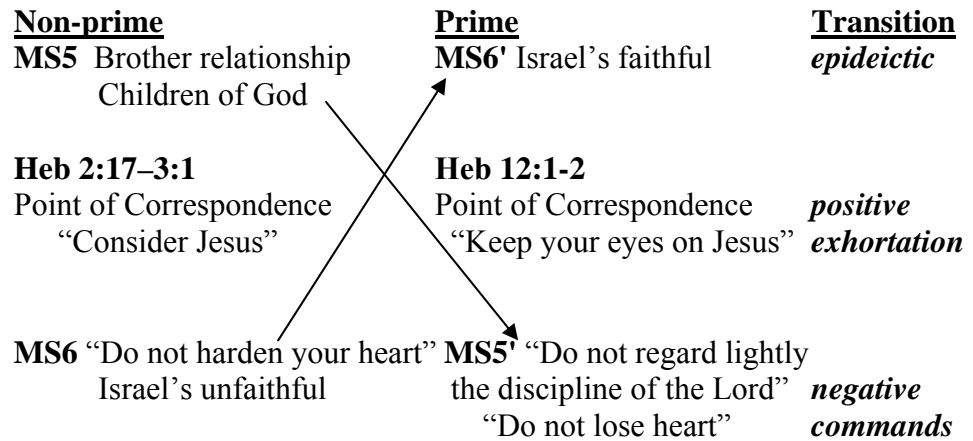 Non-prime Prime Transition
MS5 Brother relationship MS6' Israel’s faithful epideictic
Children of God
Heb 2:17–3:1 Heb 12:1-2
Point of Correspondence Point of Correspondence positive
“Consider Jesus” “Keep your eyes on Jesus” exhortation
MS6 “Do not harden your heart” MS5' “Do not regard lightly
Israel’s unfaithful the discipline of the Lord” negative
“Do not lose heart” commands